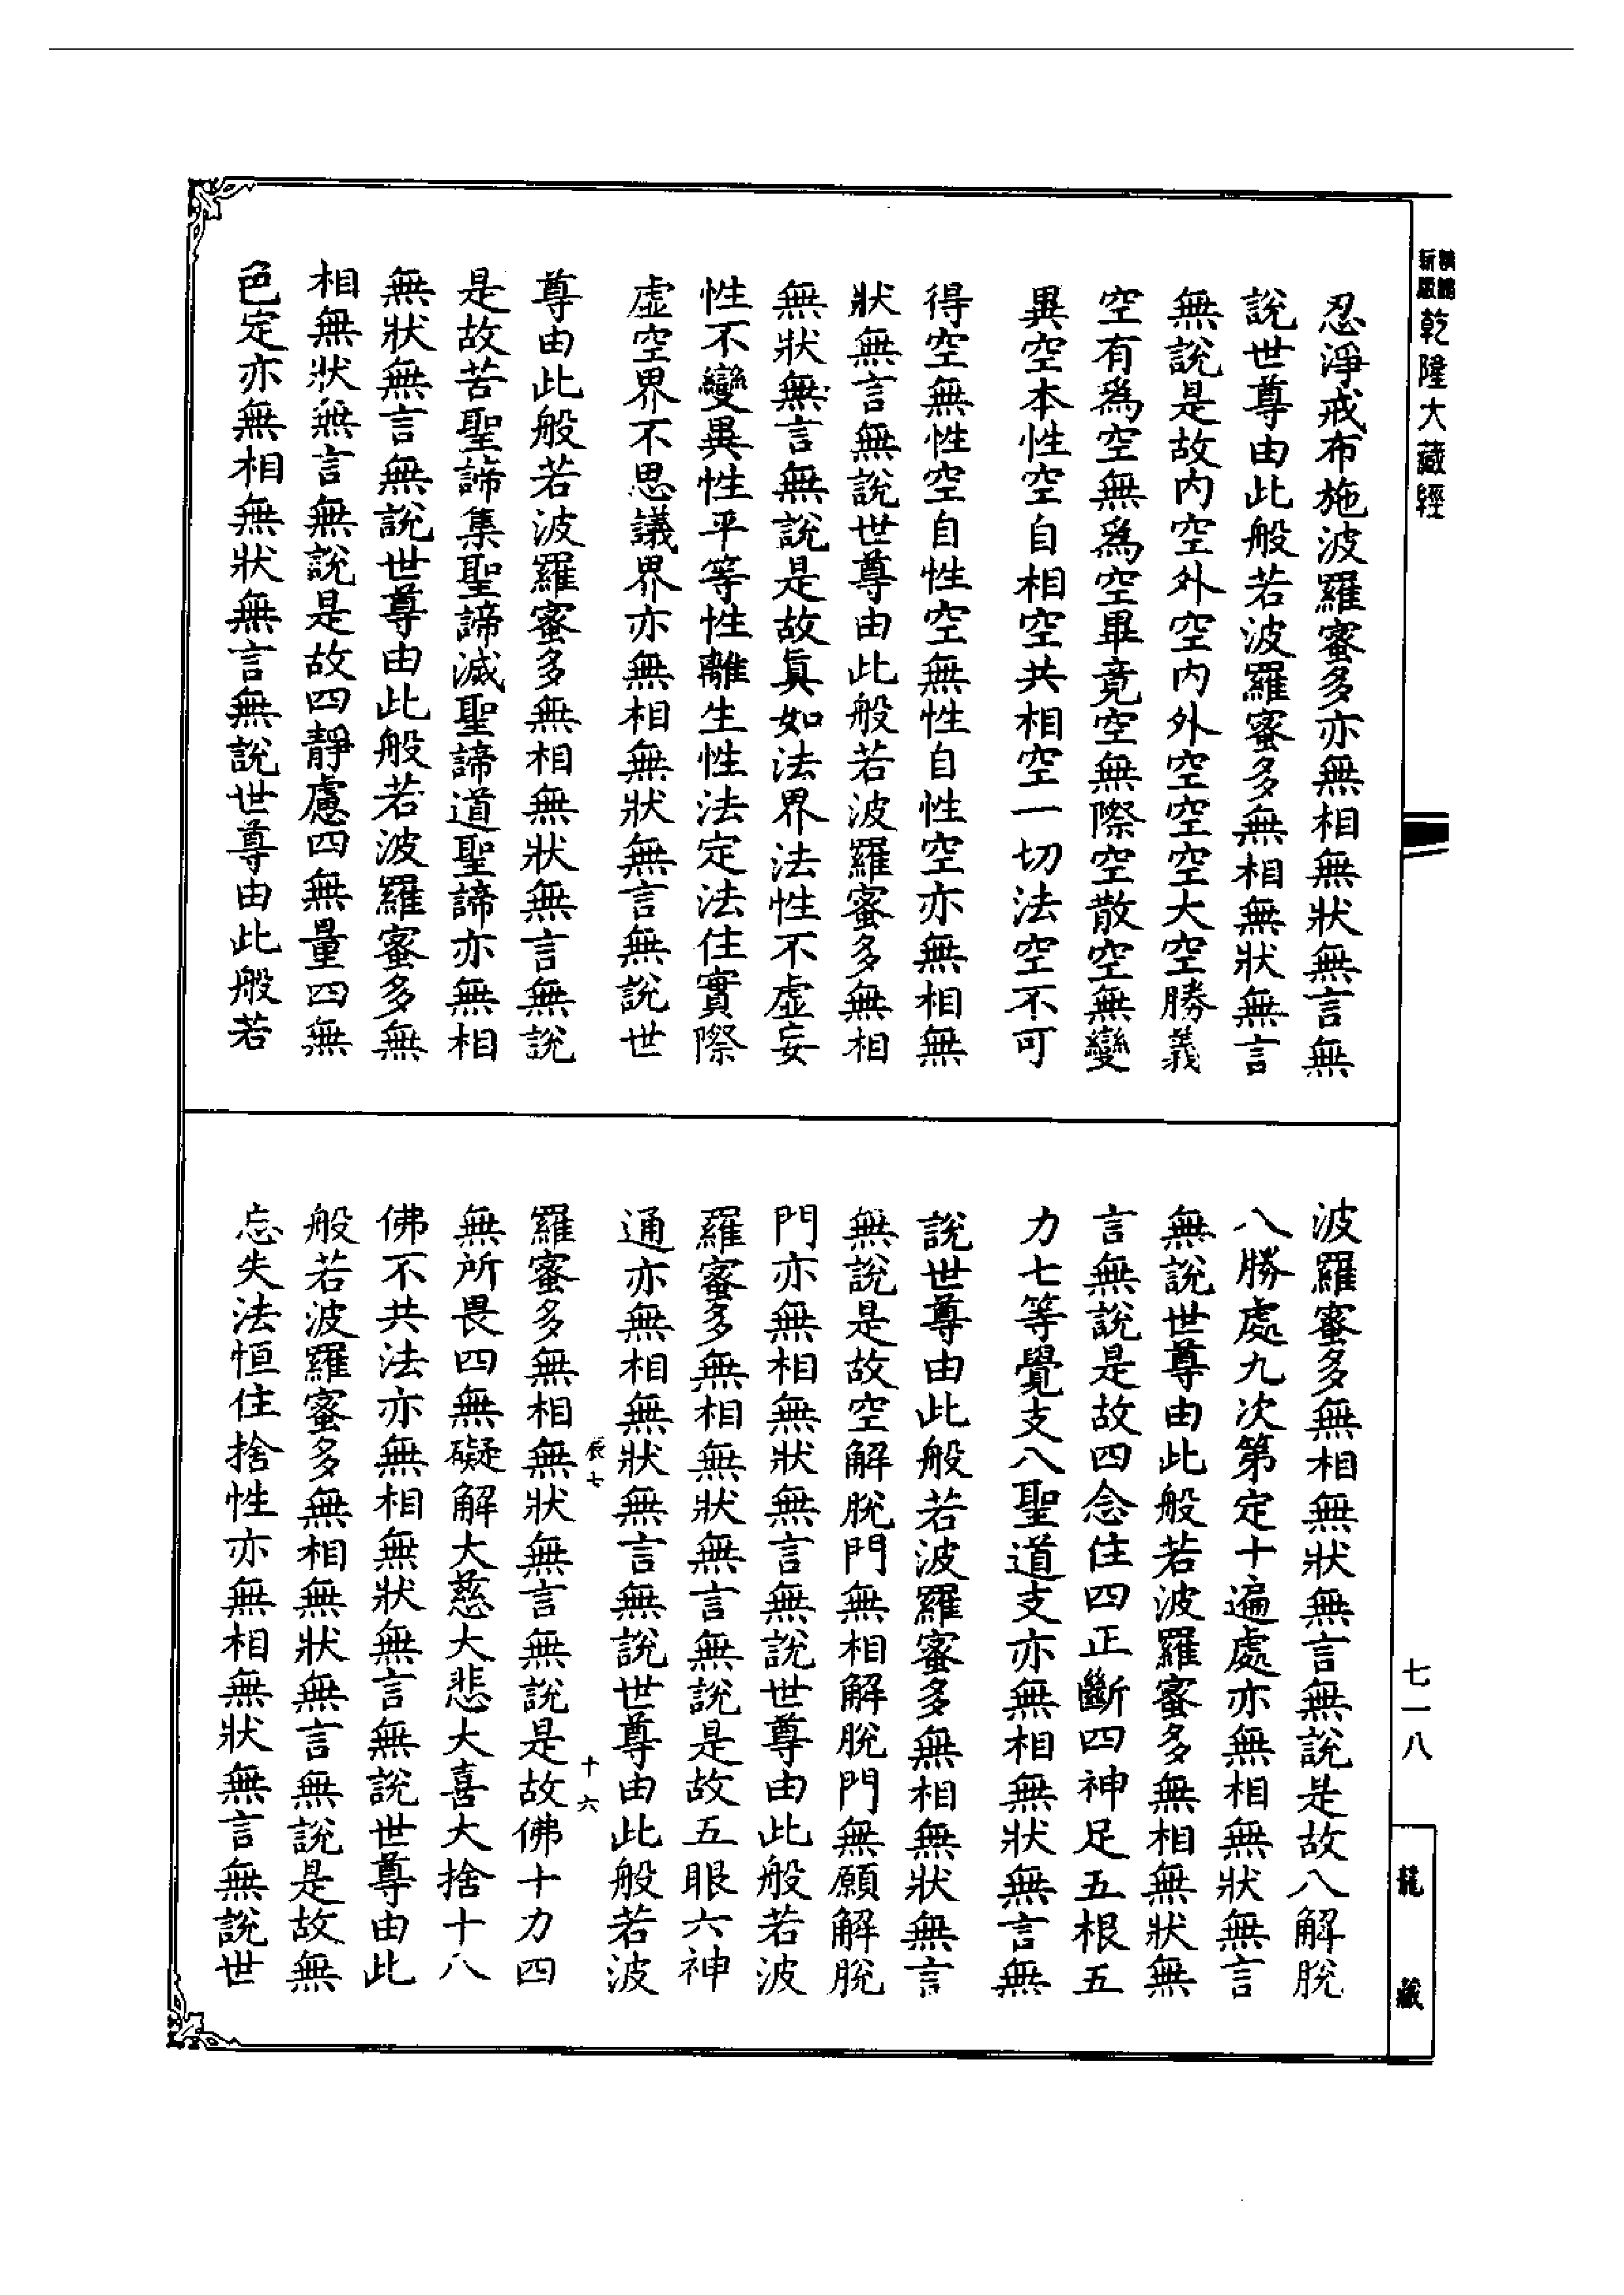 乾隆大藏經
忍淨戒布施波羅蜜多亦無相無狀無言無
說世尊由此般若波羅蜜多無相無狀無言
無說是故內空外空內外空空空大空勝義
空有爲空無爲空畢竟空無際空散空無變
異空本性空自相空共相空一切法空不可
得空無性空自性空無性自性空亦無相無
狀無言無說世尊由此般若波羅蜜多無相
無狀無言無說是故眞如法界法性不虛妄
性不變異性平等性離生性法定法住實際
虛空界不思議界亦無相無狀無言無說世
尊由此般若波羅蜜多無相無狀無言無說
是故苦聖諦集聖諦滅聖諦道聖諦亦無相
無狀無言無說世尊由此般若波羅蜜多無
相無狀無言無說是故四靜慮四無量四無
色定亦無相無狀無言無說世尊由此般若
波羅蜜多無相無狀無言無說是故八解脫
八勝處九次第定十遍處亦無相無狀無言
無說世尊由此般若波羅蜜多無相無狀無
言無說是故四念住四正斷四神足五根五
力七等覺支八聖道支亦無相無狀無言無
說世尊由此般若波羅蜜多無相無狀無言
無說是故空解脫門無相解脫門無願解脫
門亦無相無狀無言無說世尊由此般若波
羅蜜多無相無狀無言無說是故五眼六神
通亦無相無狀無言無說世尊由此般若波
辰七 十六
羅蜜多無相無狀無言無說是故佛十力四
無所畏四無礙解大慈大悲大喜大捨十八
佛不共法亦無相無狀無言無說世尊由此
般若波羅蜜多無相無狀無言無說是故無
忘失法恒住捨性亦無相無狀無言無說世
七一八
龍藏